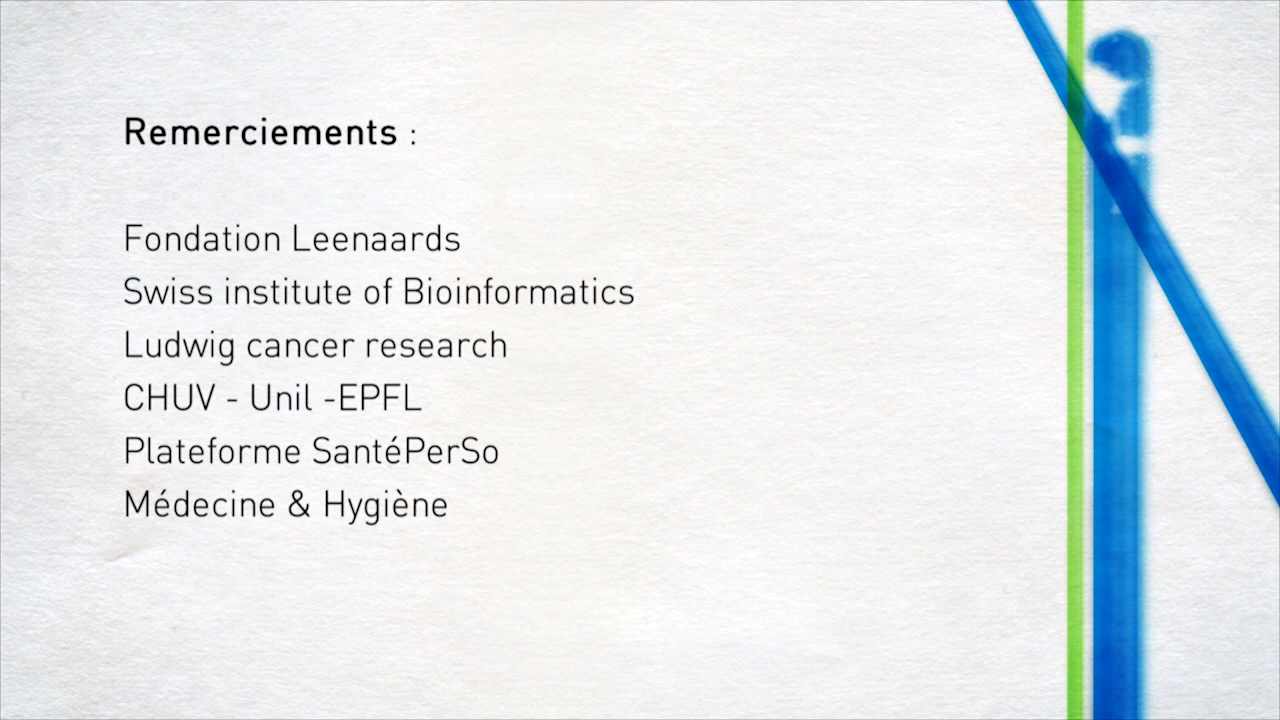 Remerciements :
Fondation Leenaards
Swiss institute of Bioinformatics
Ludwig cancer research
CHUV - Unil -EPFL
Plateforme SantéPerSo
Médecine & Hygiène